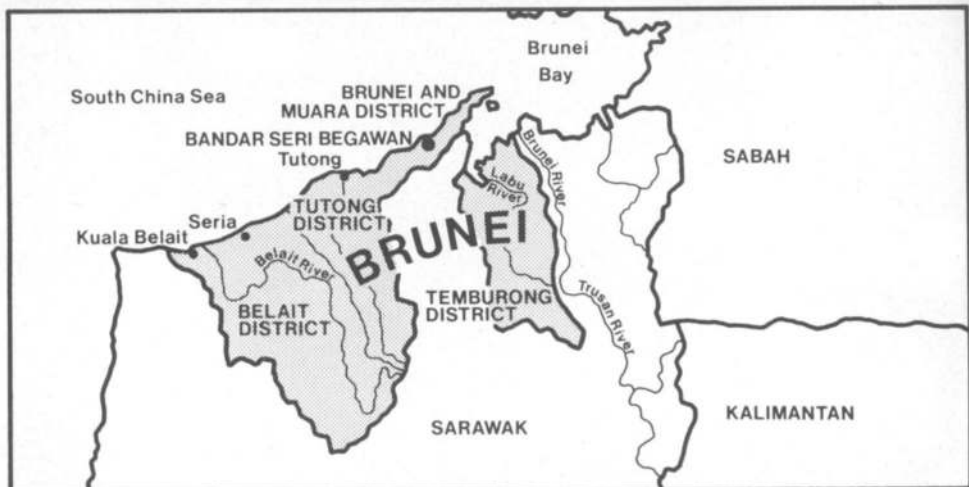 Brunei
Bay
South China Sea
BRUNEI AND
MUARA DISTRICT
BANDAR SERI BEGAWAN
Tutong
SABAH
Brunei River
Labu
River
TUTONG
DISTRICT
Seria
Kuala Belait
BRUNEI
Belait River
Trusan River
BELAIT
DISTRICT
TEMBURONG
DISTRICT
SARAWAK
KALIMANTAN